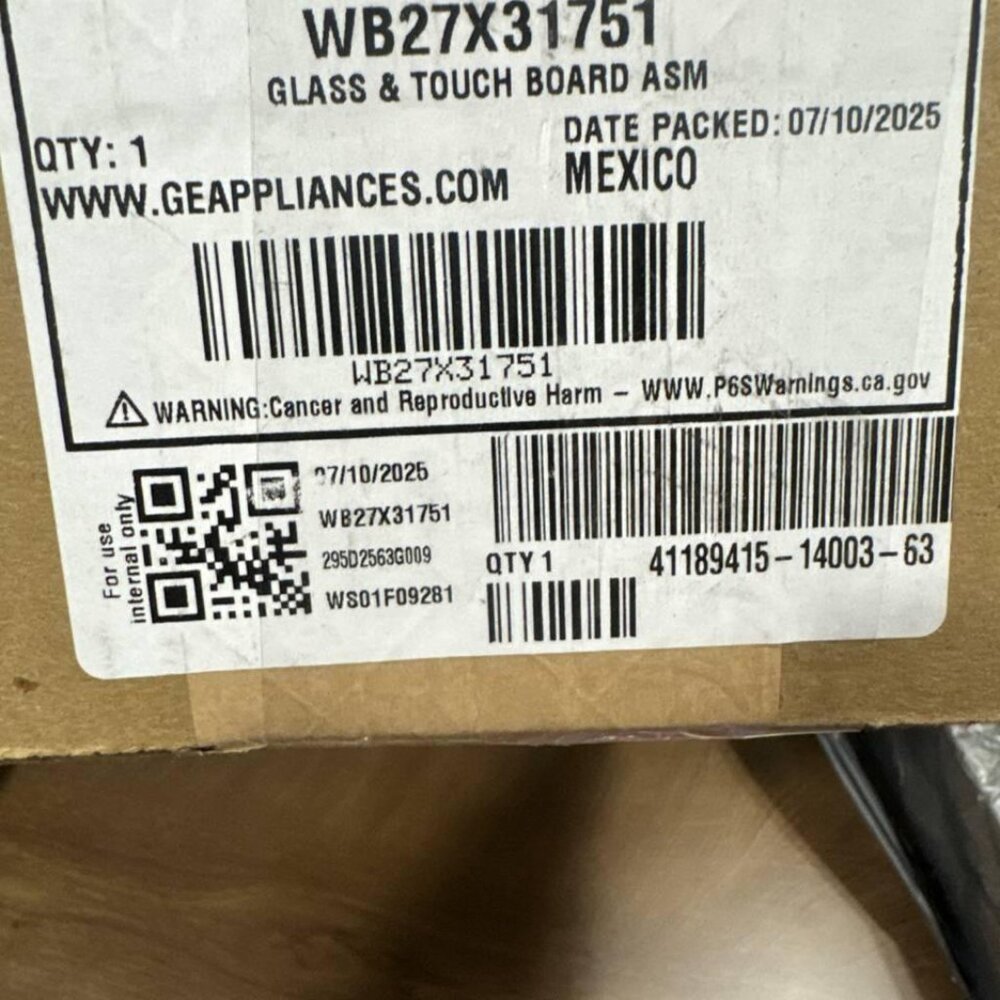 WB27X31751
GLASS & TOUCH BOARD ASM
DATE PACKED: 07/10/2025
QTY: 1
MEXICO
WWW.GEAPPLIANCES.COM
WB27X31751
WARNING:Cancer and Reproductive Harm – WWW.P6SWarnings.ca.gov
For use
internal only
07/10/2025
WB27X31751
295D2563G009
WS01F09281
QTY 1
41189415-14003-63